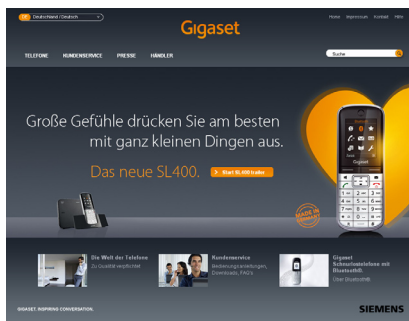 DE Deutschland / Deutsch
Home Impressum Kontakt Hilfe
Gigaset
TELEFONE KUNDENSERVICE PRESSE HÄNDLER
Suche
Große Gefühle drücken Sie am besten
mit ganz kleinen Dingen aus.
Das neue SL400.
> Start SL400 trailer
Gigaset
MADE IN
GERMANY
Die Welt der Telefone
Zu Qualität verpflichtet
Kundenservice
Bedienungsanleitungen,
Downloads, FAQ's
Gigaset
Schnurlostelefone mit
Bluetooth®.
Über Bluetooth®
GIGASET. INSPIRING CONVERSATION.
SIEMENS